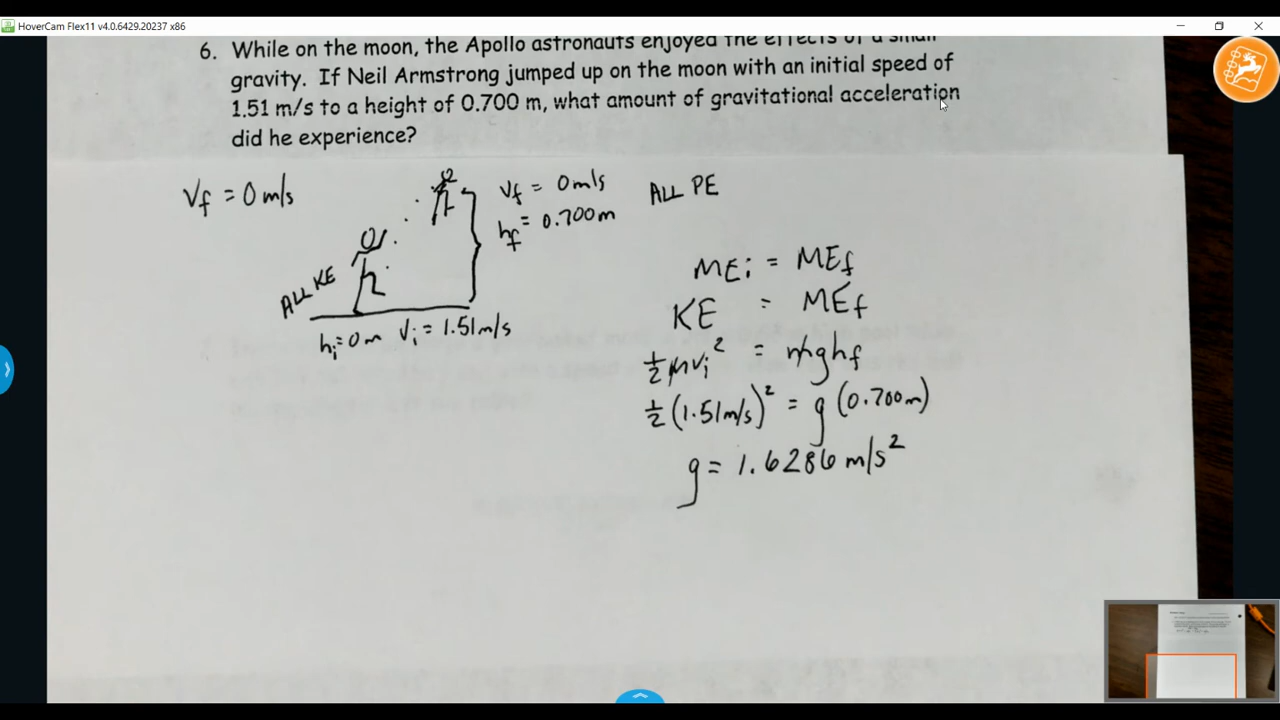 HoverCam Flex11 v4.0.6429.20237 x86
6. While on the moon, the Apollo astronauts enjoyed the effects of a small
gravity. If Neil Armstrong jumped up on the moon with an initial speed of
1.51 m/s to a height of 0.700 m, what amount of gravitational acceleration
did he experience?
Vf = 0 m/s
Vf = 0 m/s
hf = 0.700 m
ALL PE
ALL KE
hi = 0 m Vi = 1.51 m/s
MEi = MEf
KE = MEf
½ mvi² = mghf
½ (1.51 m/s)² = g (0.700 m)
g = 1.6286 m/s²